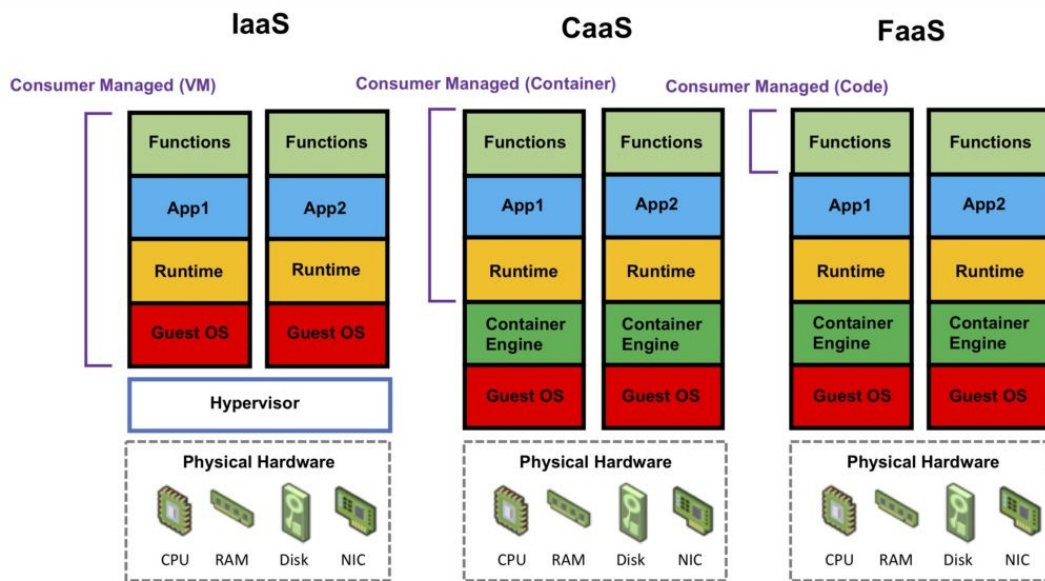 IaaS
Consumer Managed (VM)
Functions
Functions
App1
App2
Runtime
Runtime
Guest OS
Guest OS
Hypervisor
Physical Hardware
CPU
RAM
Disk
NIC
CaaS
Consumer Managed (Container)
Functions
Functions
App1
App2
Runtime
Runtime
Container
Engine
Container
Engine
Guest OS
Guest OS
Physical Hardware
CPU
RAM
Disk
NIC
FaaS
Consumer Managed (Code)
Functions
Functions
App1
App2
Runtime
Runtime
Container
Engine
Container
Engine
Guest OS
Guest OS
Physical Hardware
CPU
RAM
Disk
NIC